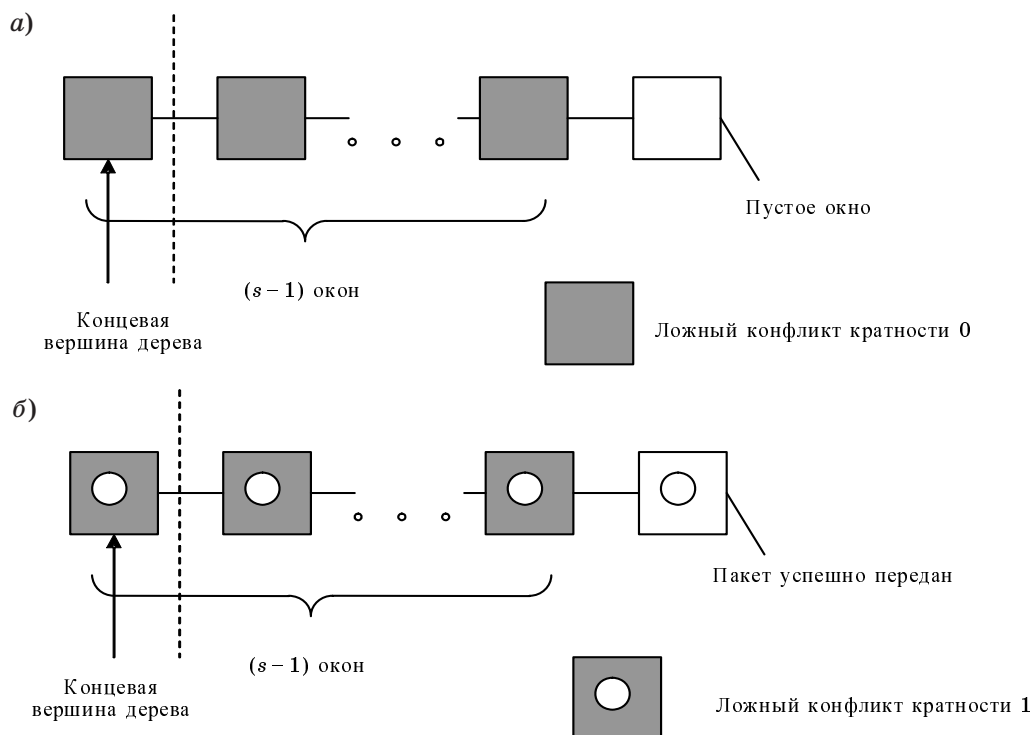 а)
Пустое окно
(s – 1) окон
Концевая
вершина дерева
Ложный конфликт кратности 0
б)
Пакет успешно передан
(s – 1) окон
Концевая
вершина дерева
Ложный конфликт кратности 1